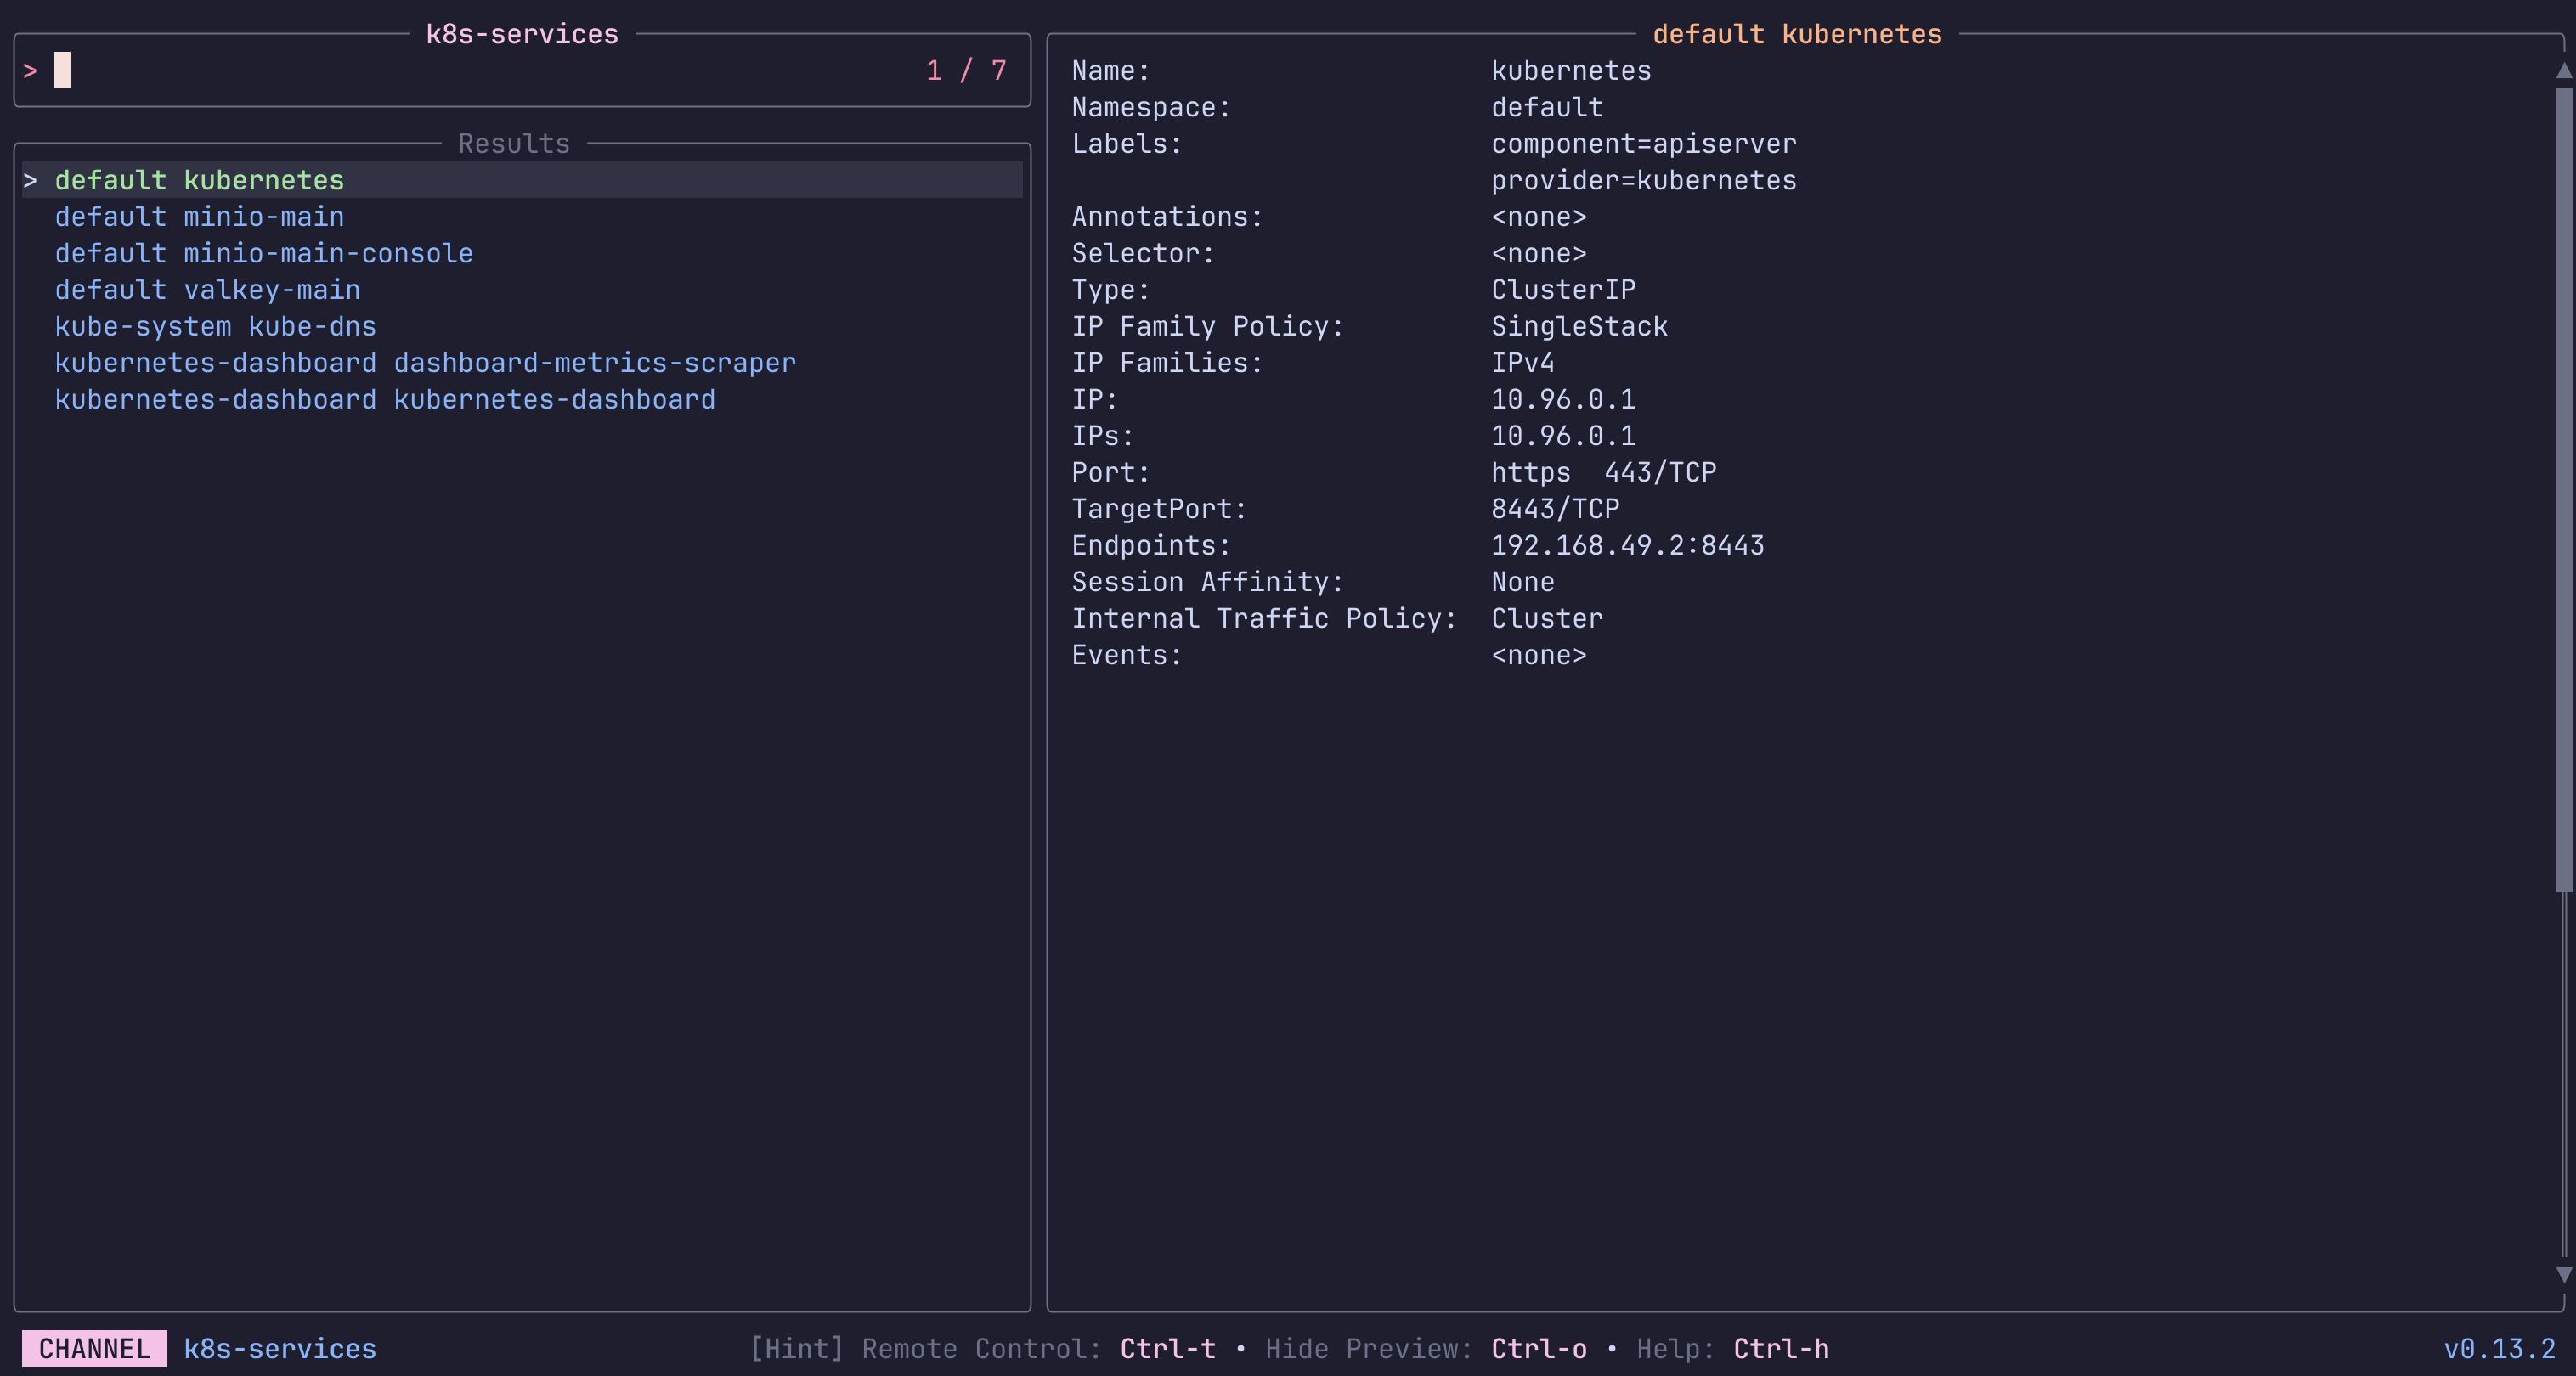 k8s-services
> 1 / 7
Results
> default kubernetes
default minio-main
default minio-main-console
default valkey-main
kube-system kube-dns
kubernetes-dashboard dashboard-metrics-scraper
kubernetes-dashboard kubernetes-dashboard
default kubernetes
Name: kubernetes
Namespace: default
Labels: component=apiserver
provider=kubernetes
Annotations: <none>
Selector: <none>
Type: ClusterIP
IP Family Policy: SingleStack
IP Families: IPv4
IP: 10.96.0.1
IPs: 10.96.0.1
Port: https  443/TCP
TargetPort: 8443/TCP
Endpoints: 192.168.49.2:8443
Session Affinity: None
Internal Traffic Policy: Cluster
Events: <none>
CHANNEL k8s-services [Hint] Remote Control: Ctrl-t • Hide Preview: Ctrl-o • Help: Ctrl-h v0.13.2